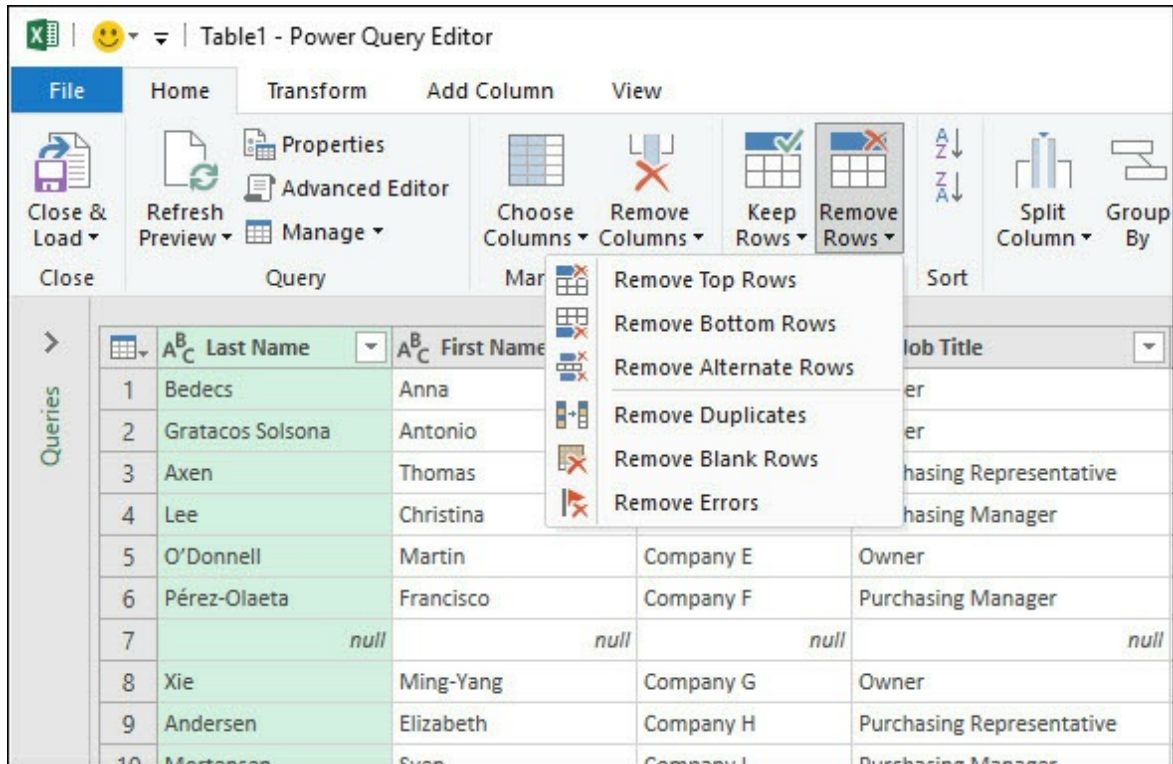 Table1 - Power Query Editor
File Home Transform Add Column View
Properties
Advanced Editor
Manage
Close & Load
Refresh Preview
Choose Columns
Remove Columns
Keep Rows
Remove Rows
Split Column
Group By
Close Query Sort
Remove Top Rows
Remove Bottom Rows
Remove Alternate Rows
Remove Duplicates
Remove Blank Rows
Remove Errors
Queries
Last Name First Name Job Title
1 Bedecs Anna
2 Gratacos Solsona Antonio
3 Axen Thomas Representative
4 Lee Christina Manager
5 O’Donnell Martin Company E Owner
6 Pérez-Olaeta Francisco Company F Purchasing Manager
7 null null null null
8 Xie Ming-Yang Company G Owner
9 Andersen Elizabeth Company H Purchasing Representative